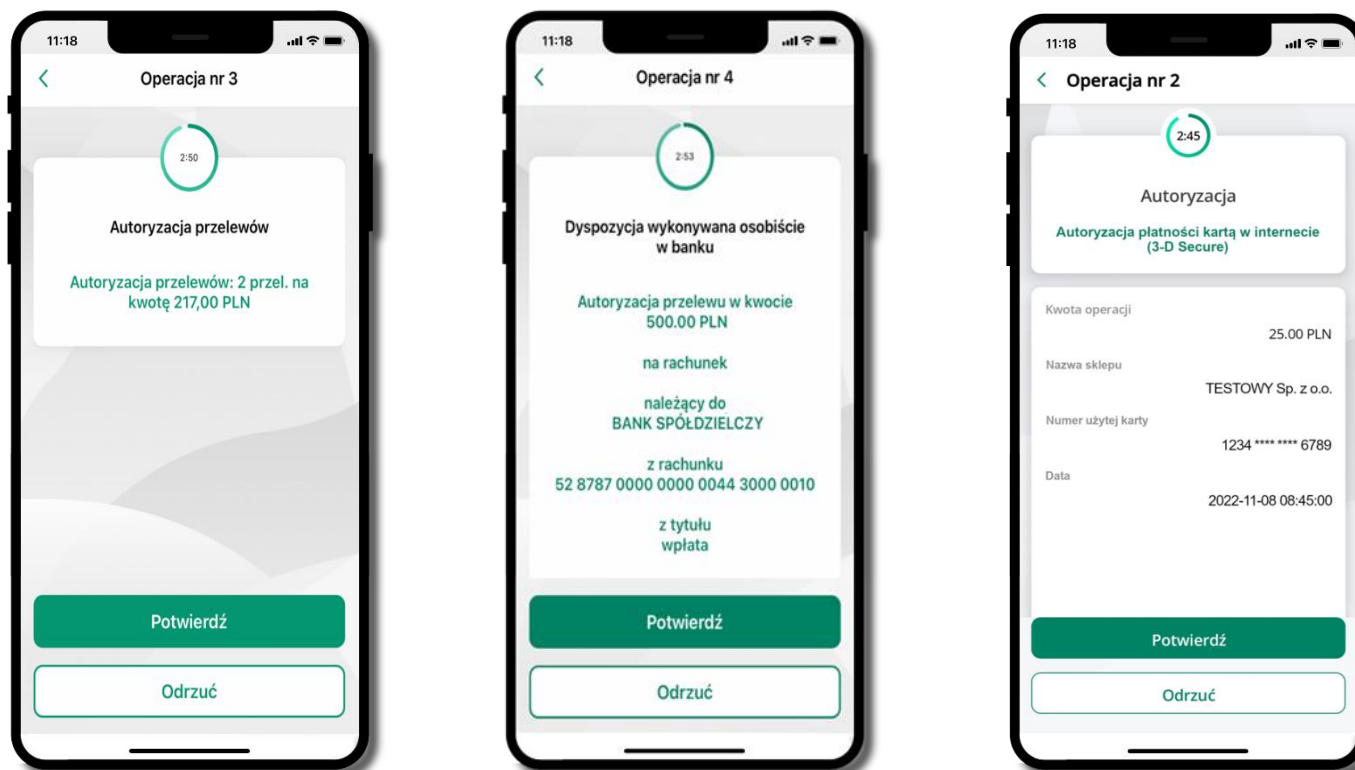 11:18
Operacja nr 3
2:50
Autoryzacja przelewów
Autoryzacja przelewów: 2 przel. na
kwotę 217,00 PLN
Potwierdź
Odrzuć
11:18
Operacja nr 4
2:53
Dyspozycja wykonywana osobiście
w banku
Autoryzacja przelewu w kwocie
500.00 PLN
na rachunek
należący do
BANK SPÓŁDZIELCZY
z rachunku
52 8787 0000 0000 0044 3000 0010
z tytułu
wpłata
Potwierdź
Odrzuć
11:18
Operacja nr 2
2:45
Autoryzacja
Autoryzacja płatności kartą w internecie
(3-D Secure)
Kwota operacji
25.00 PLN
Nazwa sklepu
TESTOWY Sp. z o.o.
Numer użytej karty
1234 **** **** 6789
Data
2022-11-08 08:45:00
Potwierdź
Odrzuć